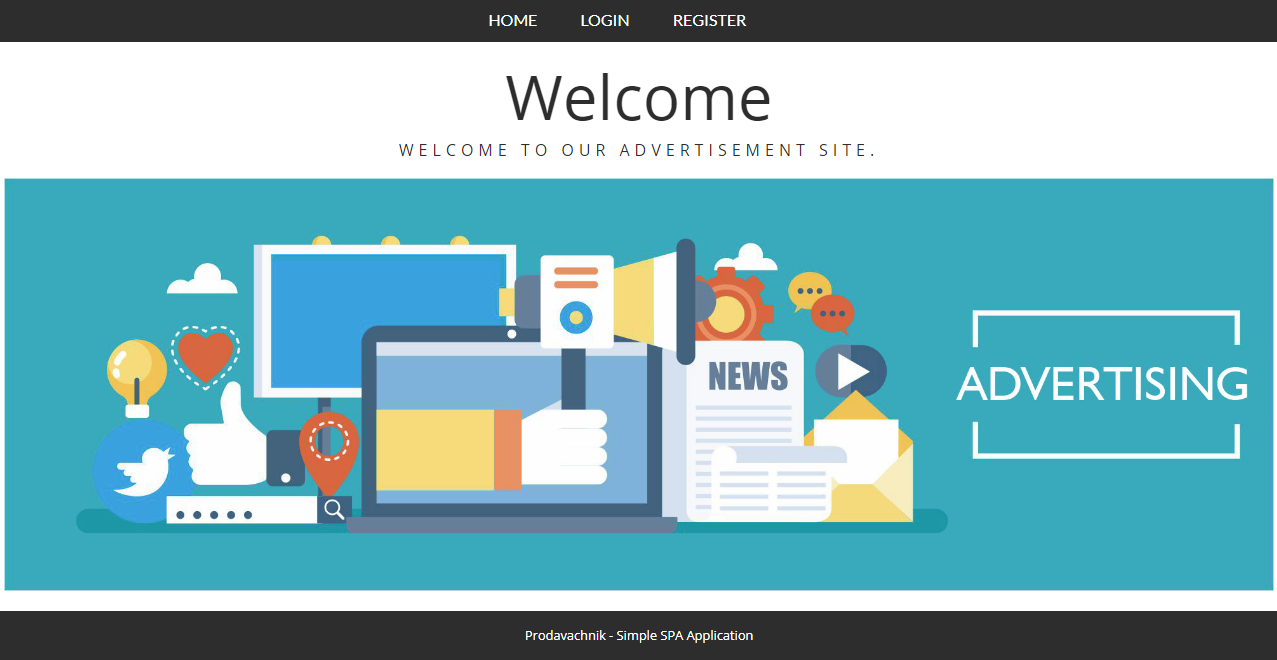 HOME LOGIN REGISTER
Welcome
WELCOME TO OUR ADVERTISEMENT SITE.
NEWS
ADVERTISING
Prodavachnik - Simple SPA Application